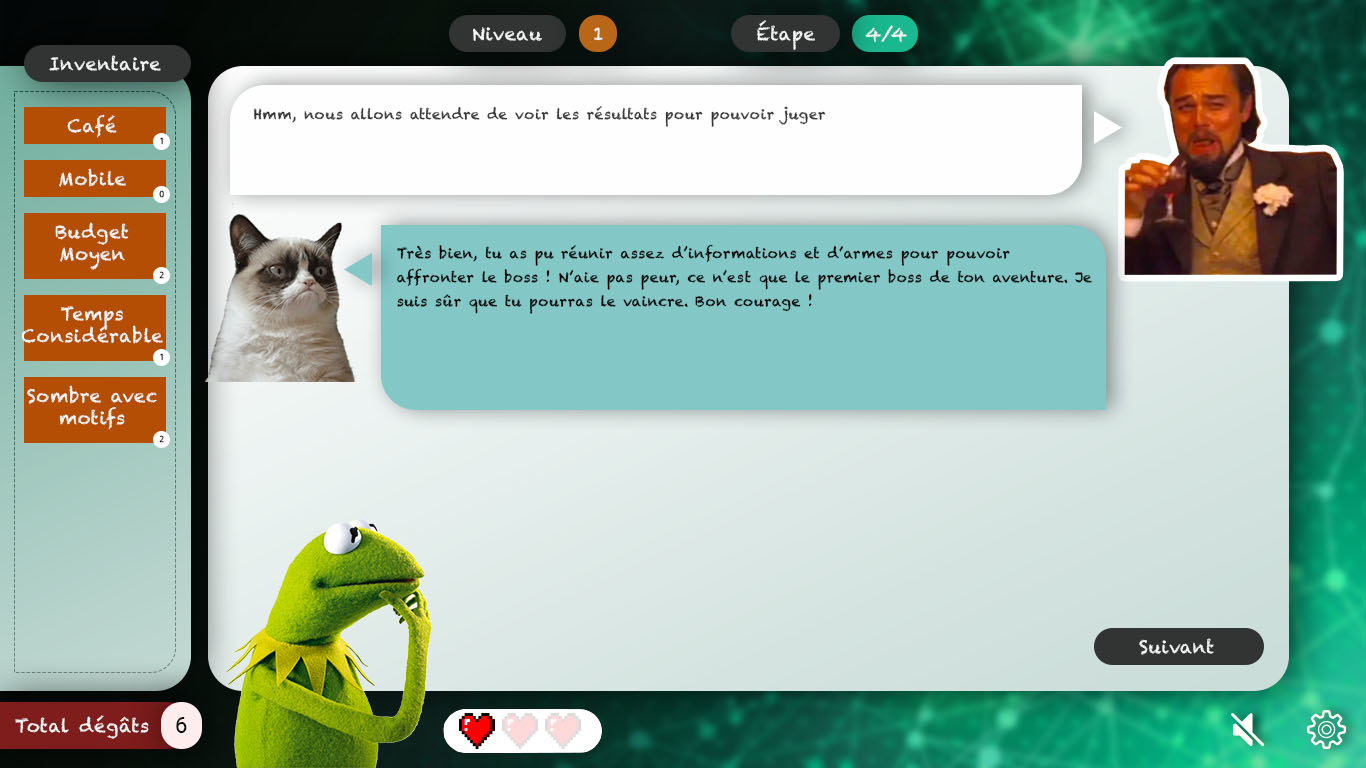 Niveau 1 Étape 4/4
Inventaire
Café
1
Mobile
0
Budget
Moyen
2
Temps
Considérable
1
Sombre avec
motifs
2
Hmm, nous allons attendre de voir les résultats pour pouvoir juger
Très bien, tu as pu réunir assez d'informations et d'armes pour pouvoir
affronter le boss ! N'aie pas peur, ce n'est que le premier boss de ton aventure. Je
suis sûr que tu pourras le vaincre. Bon courage !
Suivant
Total dégâts 6